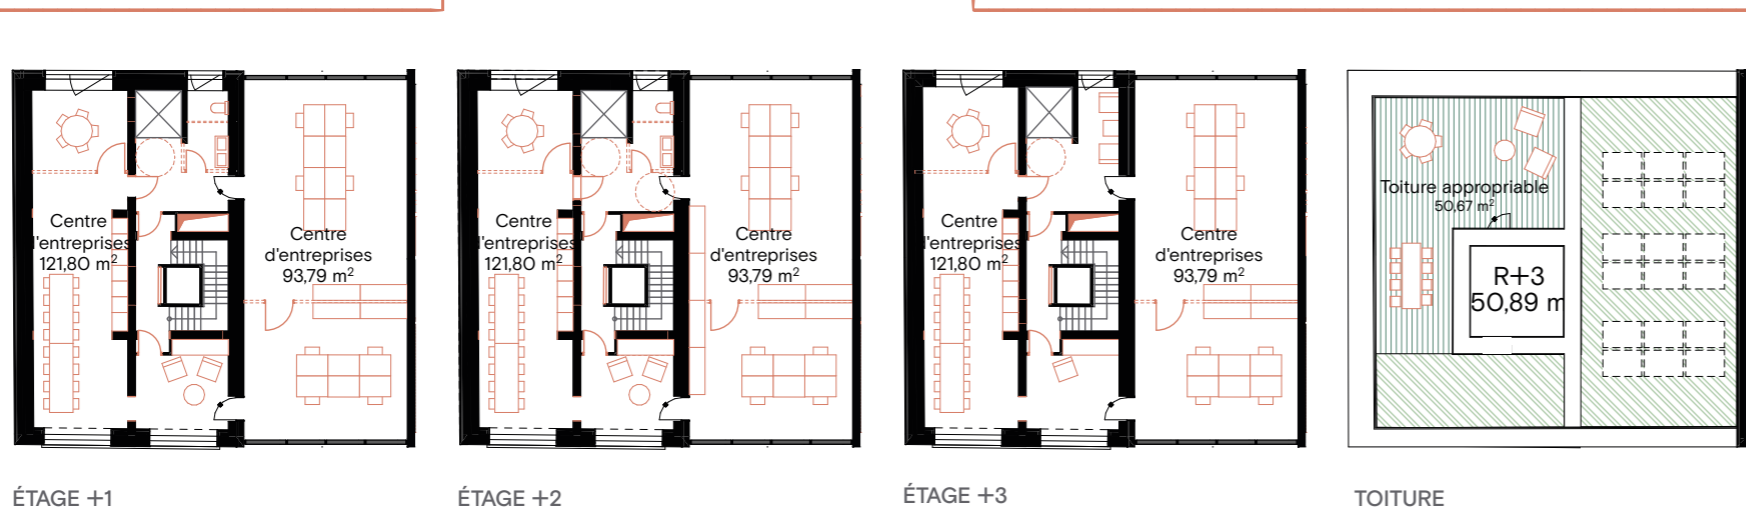 Centre
l'entreprises
121,80 m²
Centre
d'entreprises
93,79 m²
ÉTAGE +1
Centre
l'entreprises
121,80 m²
Centre
d'entreprises
93,79 m²
ÉTAGE +2
Centre
l'entreprises
121,80 m²
Centre
d'entreprises
93,79 m²
ÉTAGE +3
Toiture appropriable
50,67 m²
R+3
50,89 m
TOITURE